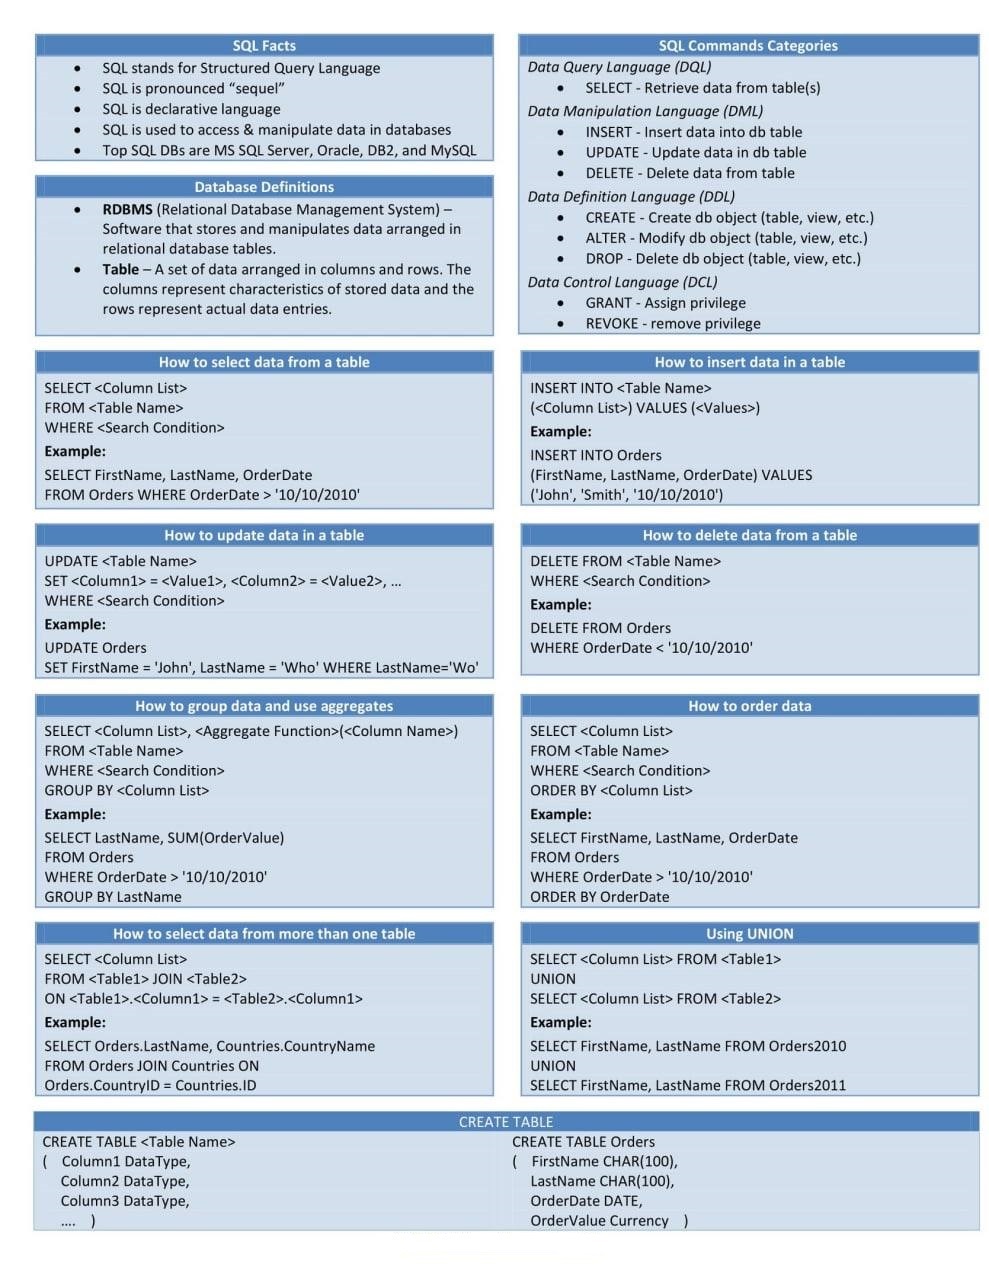 SQL Facts
• SQL stands for Structured Query Language
• SQL is pronounced “sequel”
• SQL is declarative language
• SQL is used to access & manipulate data in databases
• Top SQL DBs are MS SQL Server, Oracle, DB2, and MySQL
Database Definitions
• RDBMS (Relational Database Management System) –
Software that stores and manipulates data arranged in
relational database tables.
• Table – A set of data arranged in columns and rows. The
columns represent characteristics of stored data and the
rows represent actual data entries.
SQL Commands Categories
Data Query Language (DQL)
• SELECT - Retrieve data from table(s)
Data Manipulation Language (DML)
• INSERT - Insert data into db table
• UPDATE - Update data in db table
• DELETE - Delete data from table
Data Definition Language (DDL)
• CREATE - Create db object (table, view, etc.)
• ALTER - Modify db object (table, view, etc.)
• DROP - Delete db object (table, view, etc.)
Data Control Language (DCL)
• GRANT - Assign privilege
• REVOKE - remove privilege
How to select data from a table
SELECT <Column List>
FROM <Table Name>
WHERE <Search Condition>
Example:
SELECT FirstName, LastName, OrderDate
FROM Orders WHERE OrderDate > '10/10/2010'
How to insert data in a table
INSERT INTO <Table Name>
(<Column List>) VALUES (<Values>)
Example:
INSERT INTO Orders
(FirstName, LastName, OrderDate) VALUES
('John', 'Smith', '10/10/2010')
How to update data in a table
UPDATE <Table Name>
SET <Column1> = <Value1>, <Column2> = <Value2>, …
WHERE <Search Condition>
Example:
UPDATE Orders
SET FirstName = 'John', LastName = 'Who' WHERE LastName='Wo'
How to delete data from a table
DELETE FROM <Table Name>
WHERE <Search Condition>
Example:
DELETE FROM Orders
WHERE OrderDate < '10/10/2010'
How to group data and use aggregates
SELECT <Column List>, <Aggregate Function>(<Column Name>)
FROM <Table Name>
WHERE <Search Condition>
GROUP BY <Column List>
Example:
SELECT LastName, SUM(OrderValue)
FROM Orders
WHERE OrderDate > '10/10/2010'
GROUP BY LastName
How to order data
SELECT <Column List>
FROM <Table Name>
WHERE <Search Condition>
ORDER BY <Column List>
Example:
SELECT FirstName, LastName, OrderDate
FROM Orders
WHERE OrderDate > '10/10/2010'
ORDER BY OrderDate
How to select data from more than one table
SELECT <Column List>
FROM <Table1> JOIN <Table2>
ON <Table1>.<Column1> = <Table2>.<Column1>
Example:
SELECT Orders.LastName, Countries.CountryName
FROM Orders JOIN Countries ON
Orders.CountryID = Countries.ID
Using UNION
SELECT <Column List> FROM <Table1>
UNION
SELECT <Column List> FROM <Table2>
Example:
SELECT FirstName, LastName FROM Orders2010
UNION
SELECT FirstName, LastName FROM Orders2011
CREATE TABLE
CREATE TABLE <Table Name>
( Column1 DataType,
Column2 DataType,
Column3 DataType,
.... )
CREATE TABLE Orders
( FirstName CHAR(100),
LastName CHAR(100),
OrderDate DATE,
OrderValue Currency )